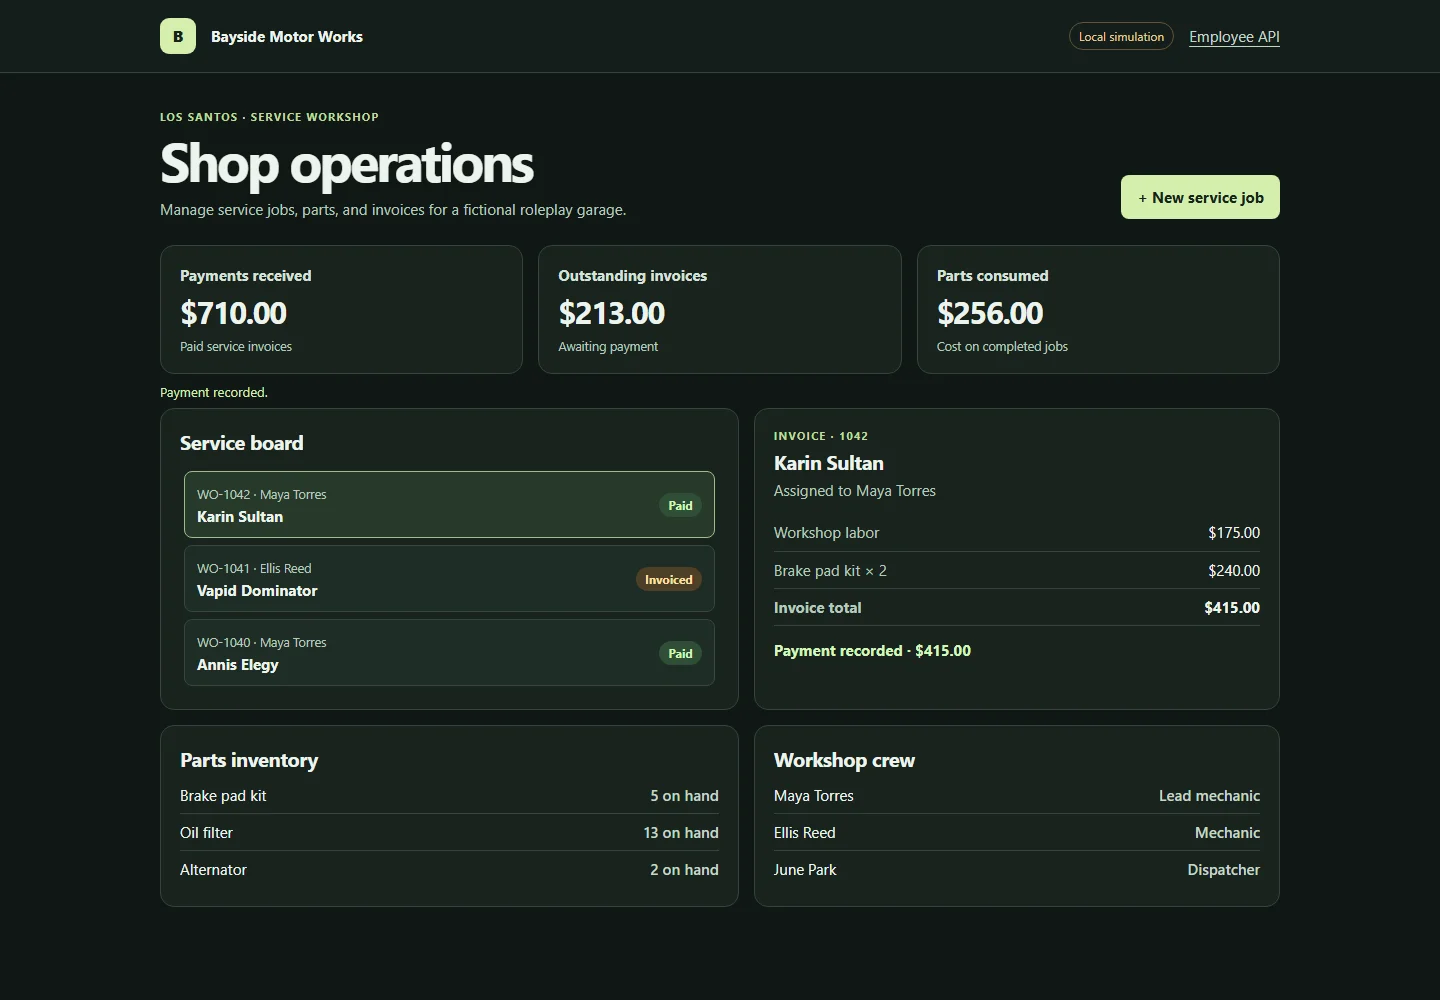 B
Bayside Motor Works
Local simulation
Employee API
LOS SANTOS · SERVICE WORKSHOP
Shop operations
Manage service jobs, parts, and invoices for a fictional roleplay garage.
+ New service job
Payments received
$710.00
Paid service invoices
Outstanding invoices
$213.00
Awaiting payment
Parts consumed
$256.00
Cost on completed jobs
Payment recorded.
Service board
WO-1042 · Maya Torres
Karin Sultan
Paid
WO-1041 · Ellis Reed
Vapid Dominator
Invoiced
WO-1040 · Maya Torres
Annis Elegy
Paid
INVOICE · 1042
Karin Sultan
Assigned to Maya Torres
Workshop labor $175.00
Brake pad kit × 2 $240.00
Invoice total $415.00
Payment recorded · $415.00
Parts inventory
Brake pad kit 5 on hand
Oil filter 13 on hand
Alternator 2 on hand
Workshop crew
Maya Torres Lead mechanic
Ellis Reed Mechanic
June Park Dispatcher